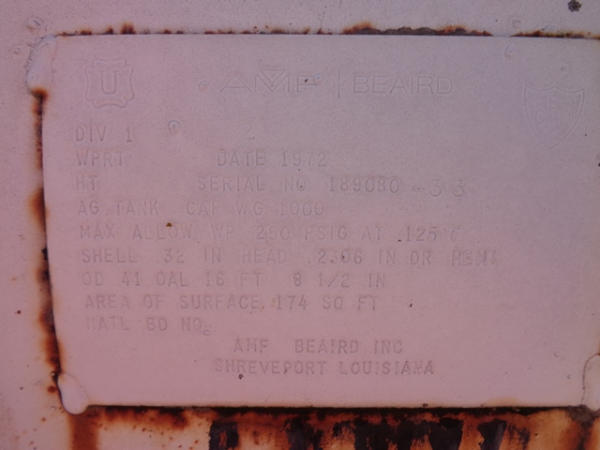 U AMF | BEAIRD
DIV 1
WPRT DATE 1972
HT SERIAL NO 189080 -33
AG TANK CAP WG 1000
MAX ALLOW WP 250 PSIG AT 125
SHELL .32 IN HEAD .2306 IN OR HEMI
OD 41 OAL 16 FT 8 1/2 IN
AREA OF SURFACE 174 SQ FT
NATL BD NO
AMF BEAIRD INC
SHREVEPORT LOUISIANA